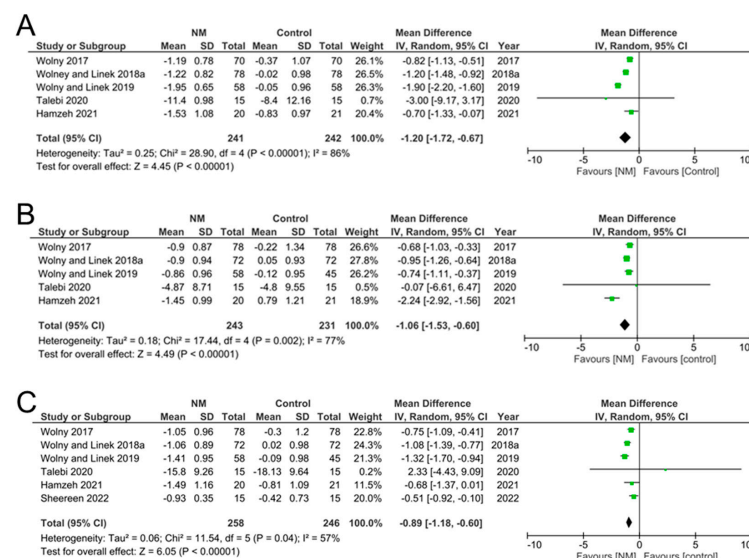 A
NM Control Mean Difference Mean Difference
Study or Subgroup Mean SD Total Mean SD Total Weight IV, Random, 95% CI Year IV, Random, 95% CI
Wolny 2017 -1.19 0.78 70 -0.37 1.07 70 26.1% -0.82 [-1.13, -0.51] 2017
Wolney and Linek 2018a -1.22 0.82 78 -0.02 0.98 78 26.5% -1.20 [-1.48, -0.92] 2018a
Wolny and Linek 2019 -1.95 0.65 58 -0.05 0.96 58 26.3% -1.90 [-2.20, -1.60] 2019
Talebi 2020 -11.4 0.98 15 -8.4 12.16 15 0.7% -3.00 [-9.17, 3.17] 2020
Hamzeh 2021 -1.53 1.08 20 -0.83 0.97 21 20.4% -0.70 [-1.33, -0.07] 2021
Total (95% CI) 241 242 100.0% -1.20 [-1.72, -0.67]
Heterogeneity: Tau² = 0.25; Chi² = 28.90, df = 4 (P < 0.00001); I² = 86%
Test for overall effect: Z = 4.45 (P < 0.00001)
-10 -5 0 5 10
Favours [NM] Favours [Control]
B
NM Control Mean Difference Mean Difference
Study or Subgroup Mean SD Total Mean SD Total Weight IV, Random, 95% CI Year IV, Random, 95% CI
Wolny 2017 -0.9 0.87 78 -0.22 1.34 78 26.6% -0.68 [-1.03, -0.33] 2017
Wolny and Linek 2018a -0.9 0.94 72 0.05 0.93 72 27.8% -0.95 [-1.26, -0.64] 2018a
Wolny and Linek 2019 -0.86 0.96 58 -0.12 0.95 45 26.3% -0.74 [-1.11, -0.37] 2019
Talebi 2020 -4.87 8.71 15 -4.8 9.55 15 0.5% -0.07 [-6.61, 6.47] 2020
Hamzeh 2021 -1.45 0.99 20 0.79 1.21 21 18.9% -2.24 [-2.92, -1.56] 2021
Total (95% CI) 243 231 100.0% -1.06 [-1.53, -0.60]
Heterogeneity: Tau² = 0.18; Chi² = 17.44, df = 4 (P = 0.002); I² = 77%
Test for overall effect: Z = 4.49 (P < 0.00001)
-10 -5 0 5 10
Favours [NM] Favours [control]
C
NM Control Mean Difference Mean Difference
Study or Subgroup Mean SD Total Mean SD Total Weight IV, Random, 95% CI Year IV, Random, 95% CI
Wolny 2017 -1.05 0.96 78 -0.3 1.2 78 22.8% -0.75 [-1.09, -0.41] 2017
Wolny and Linek 2018a -1.06 0.89 72 0.02 0.98 72 24.3% -1.08 [-1.39, -0.77] 2018a
Wolny and Linek 2019 -1.41 0.95 58 -0.09 0.98 45 21.3% -1.32 [-1.70, -0.94] 2019
Talebi 2020 -15.8 9.26 15 -18.13 9.64 15 0.2% 2.33 [-4.43, 9.09] 2020
Hamzeh 2021 -1.49 1.16 20 -0.81 1.09 21 11.5% -0.68 [-1.37, 0.01] 2021
Sheereen 2022 -0.93 0.35 15 -0.42 0.73 15 20.0% -0.51 [-0.92, -0.10] 2022
Total (95% CI) 258 246 100.0% -0.89 [-1.18, -0.60]
Heterogeneity: Tau² = 0.06; Chi² = 11.54, df = 5 (P = 0.04); I² = 57%
Test for overall effect: Z = 6.05 (P < 0.00001)
-10 -5 0 5 10
Favours [NM] Favours [control]